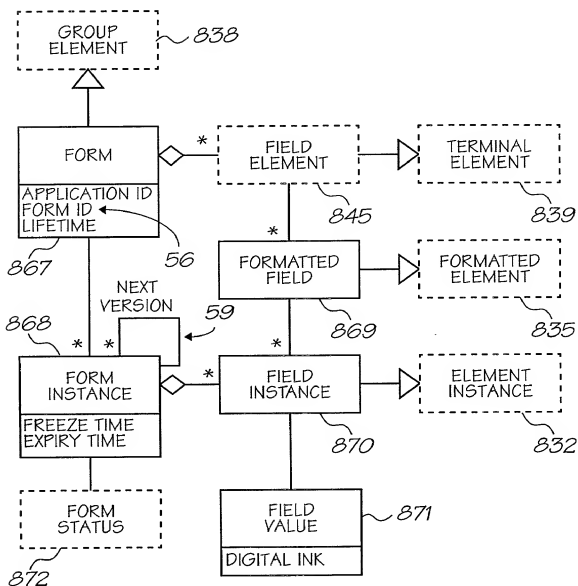 GROUP
ELEMENT
838
FORM
*
FIELD
ELEMENT
TERMINAL
ELEMENT
APPLICATION ID
FORM ID
LIFETIME
845
839
867
56
*
FORMATTED
FIELD
FORMATTED
ELEMENT
NEXT
VERSION
59
869
835
868
*
*
*
FORM
INSTANCE
*
FIELD
INSTANCE
ELEMENT
INSTANCE
FREEZE TIME
EXPIRY TIME
870
832
FORM
STATUS
FIELD
VALUE
871
DIGITAL INK
872